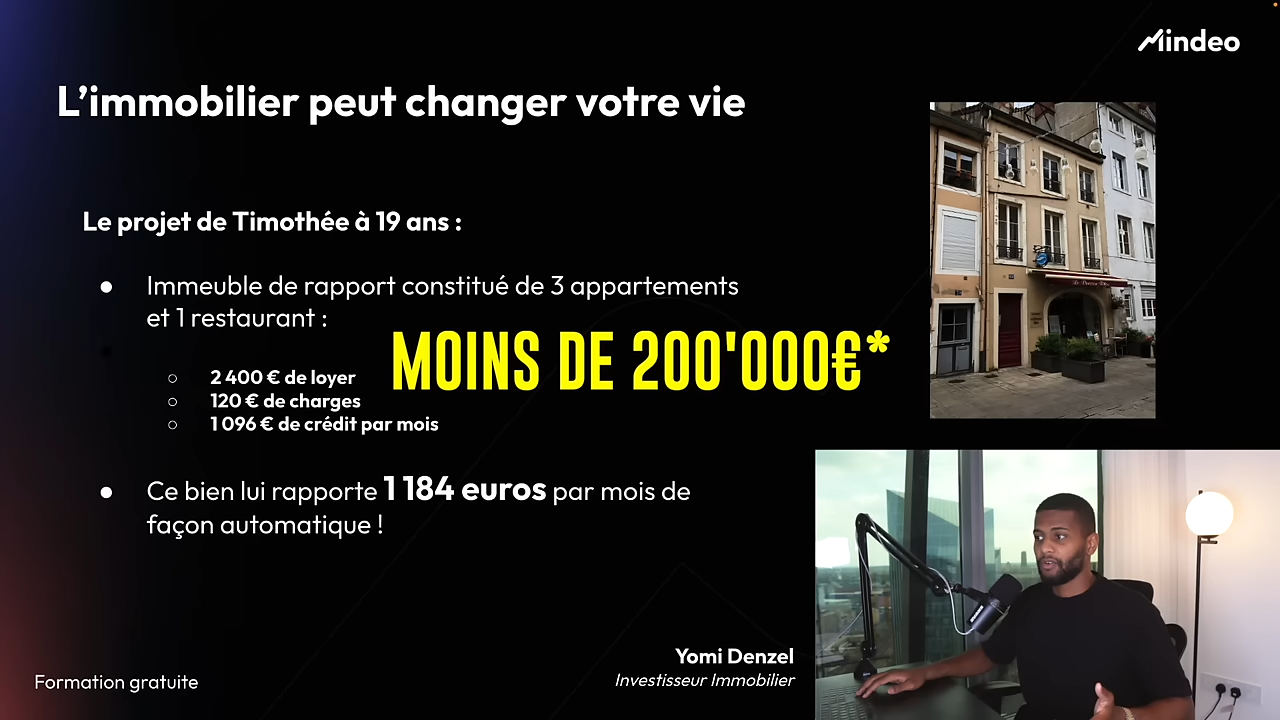 Mindeo
L’immobilier peut changer votre vie
Le projet de Timothée à 19 ans :
● Immeuble de rapport constitué de 3 appartements
et 1 restaurant :
MOINS DE 200'000€*
○ 2 400 € de loyer
○ 120 € de charges
○ 1 096 € de crédit par mois
● Ce bien lui rapporte 1 184 euros par mois de
façon automatique !
Yomi Denzel
Investisseur Immobilier
Formation gratuite